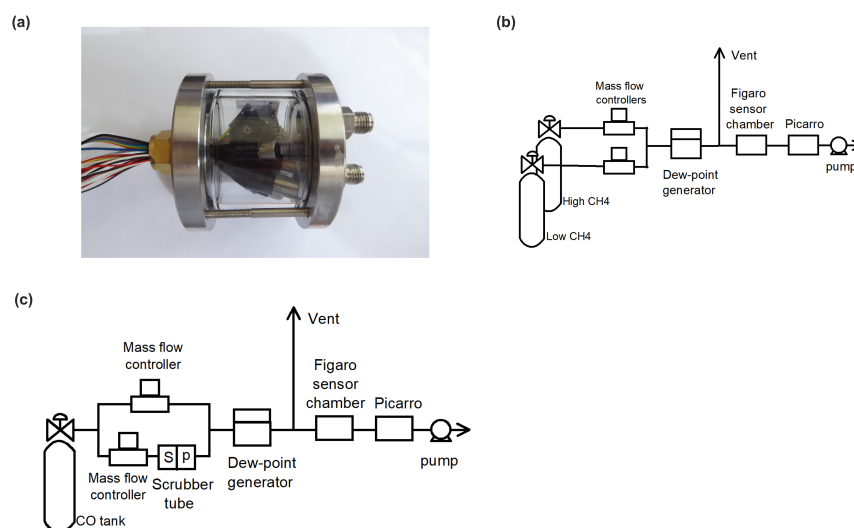 (a)
(b)
Vent
Mass flow
controllers
Figaro
sensor
chamber
Picarro
pump
Dew-point
generator
High CH4
Low CH4
(c)
Vent
Mass flow
controller
Figaro
sensor
chamber
Picarro
pump
S p
Dew-point
generator
Mass flow
controller
Scrubber
tube
CO tank